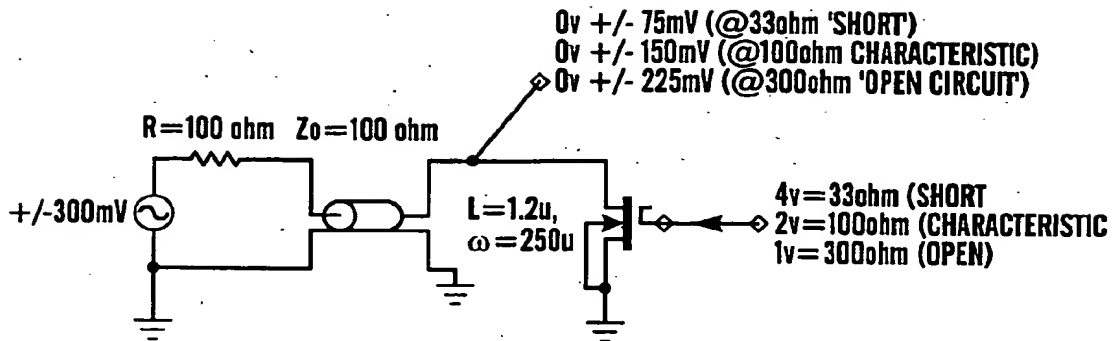 0v +/- 75mV (@33ohm 'SHORT')
0v +/- 150mV (@100ohm CHARACTERISTIC)
0v +/- 225mV (@300ohm 'OPEN CIRCUIT')
R=100 ohm Zo=100 ohm
+/-300mV
L=1.2u,
ω=250u
4v=33ohm (SHORT
2v=100ohm (CHARACTERISTIC
1v=300ohm (OPEN)